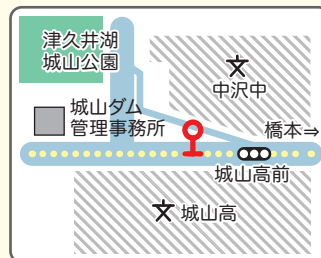 津久井湖
城山公園
中沢中
城山ダム
管理事務所
橋本⇒
城山高前
城山高